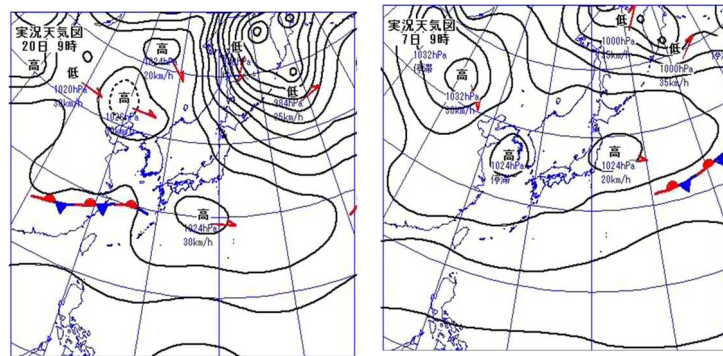 実況天気図
20日 9時
高
低
1020hPa
高
1024hPa
20km/h
高
低
低
984hPa
25km/h
高
1024hPa
30km/h
実況天気図
7日 9時
1032hPa
停滞
高
1032hPa
30km/h
低
1000hPa
低
1000hPa
35km/h
高
1024hPa
停滞
高
1024hPa
20km/h